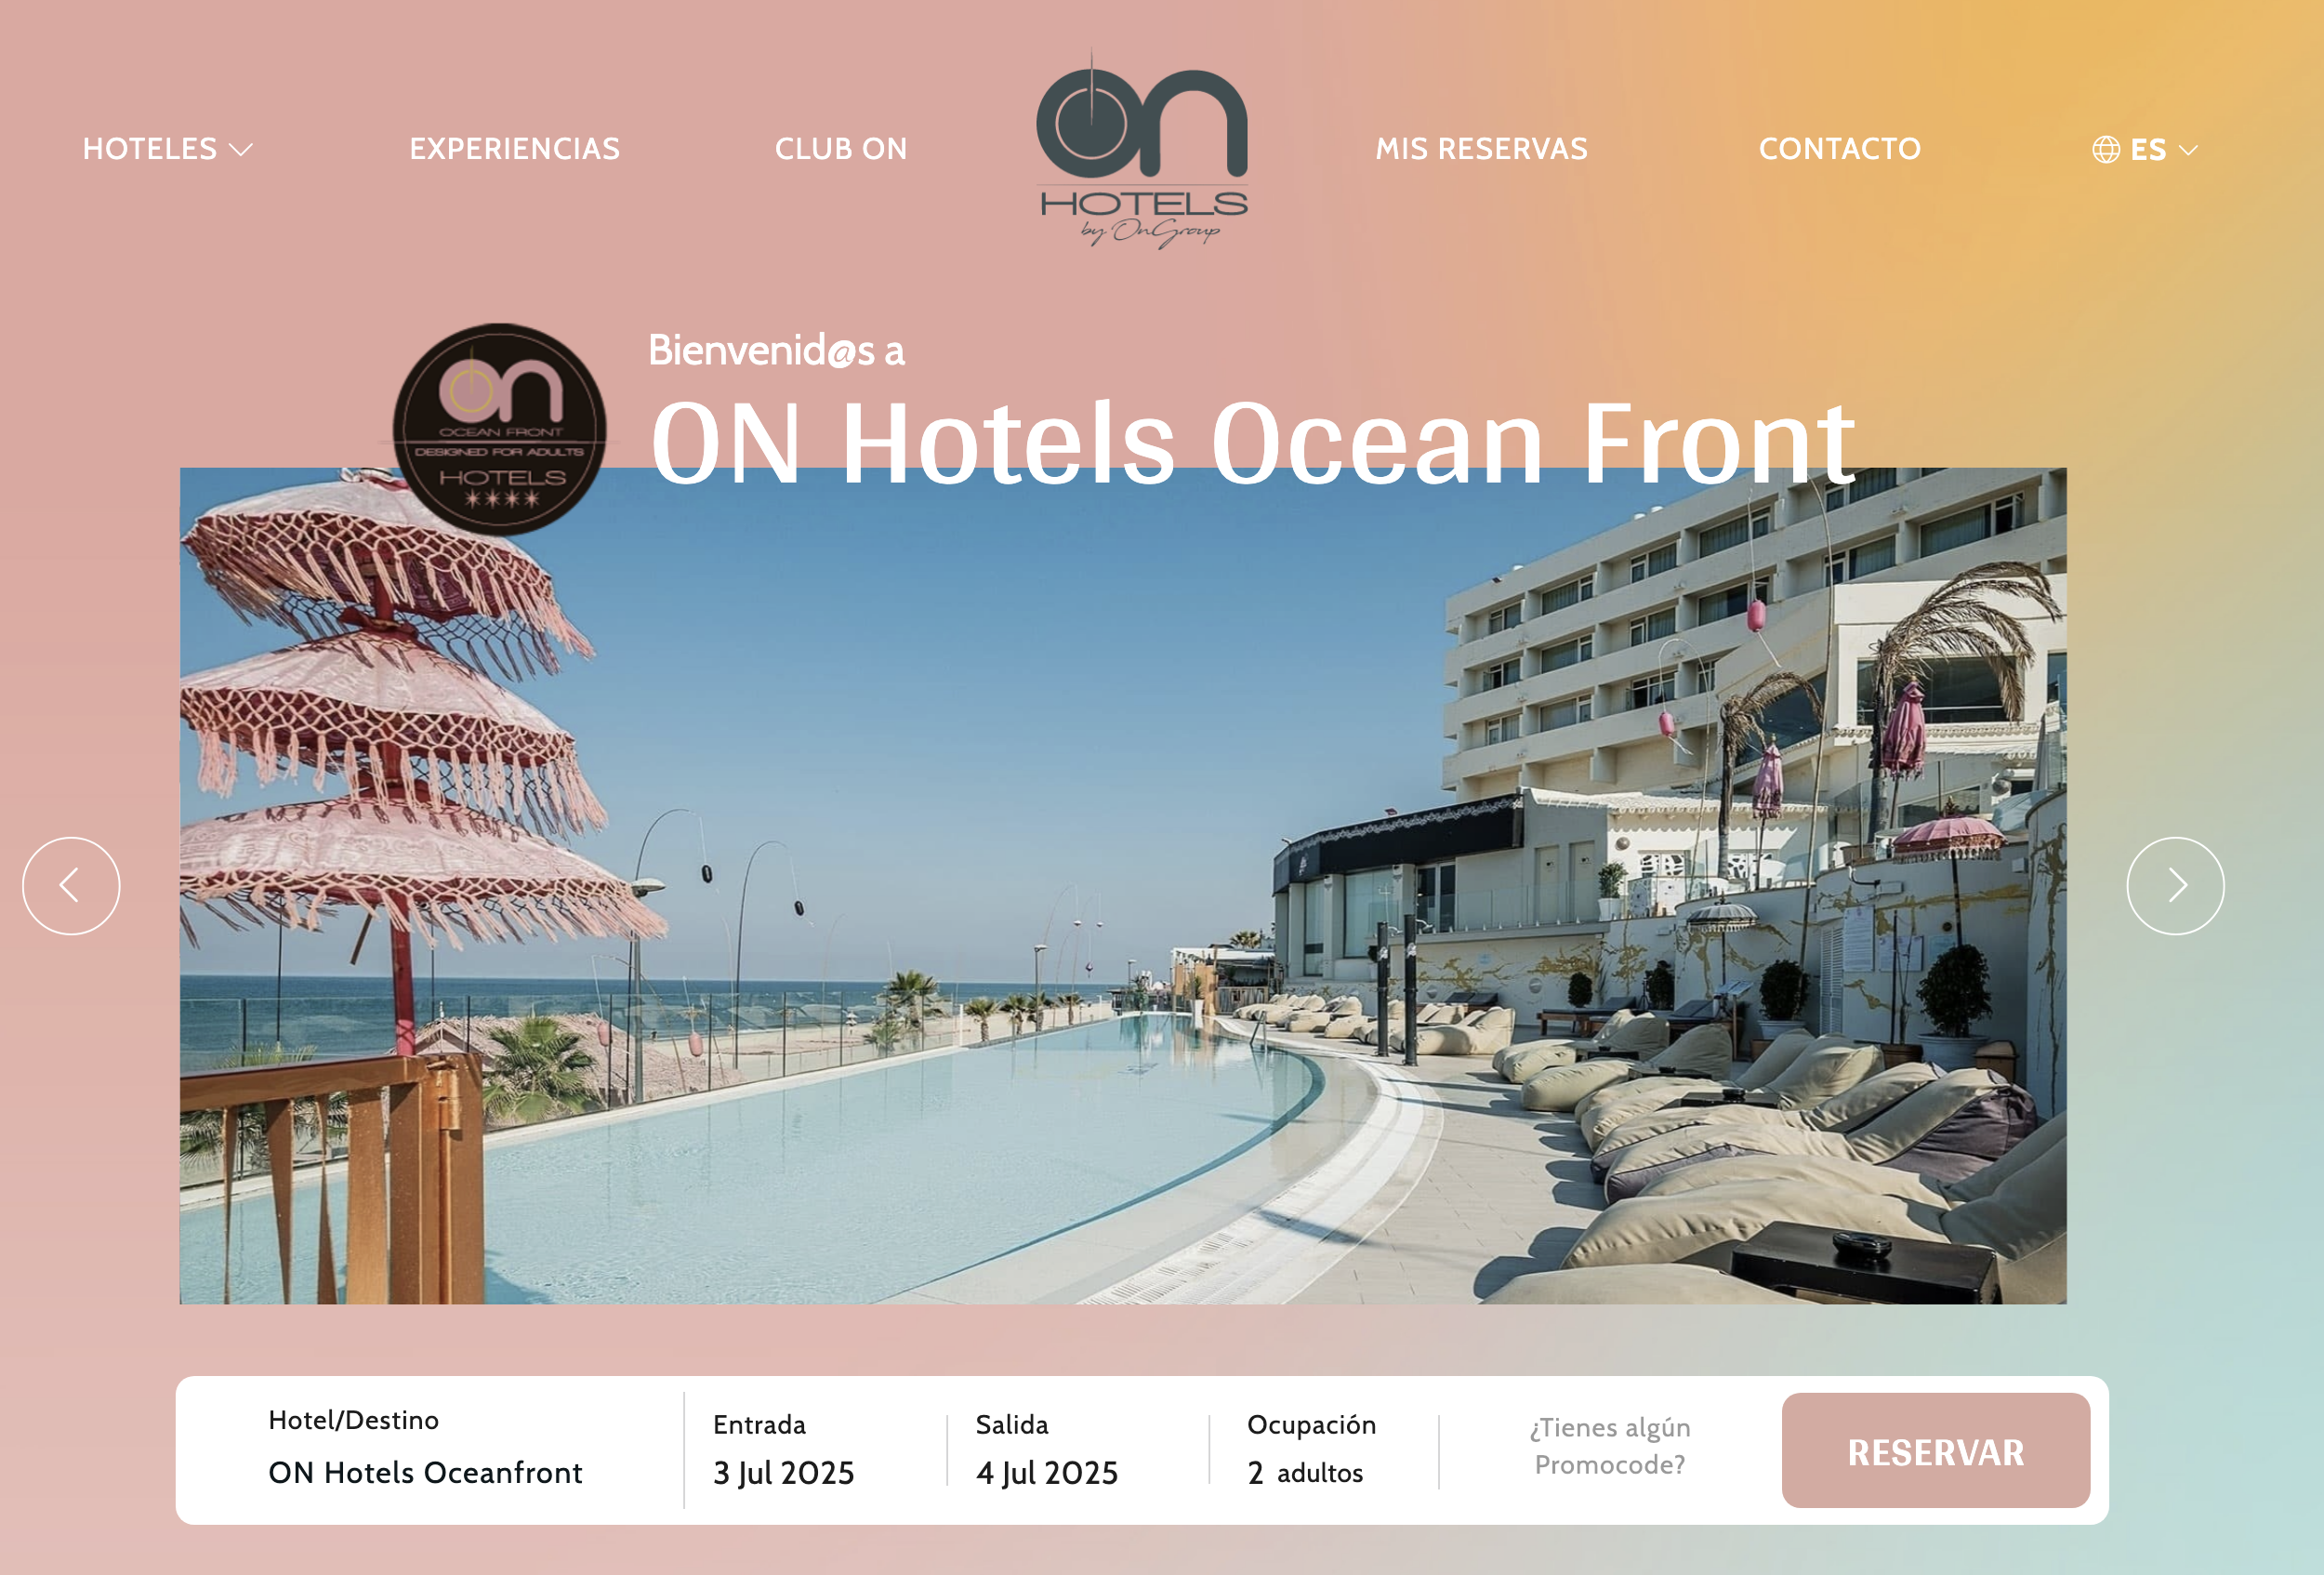 HOTELES
EXPERIENCIAS
CLUB ON
on
HOTELS
by OnGroup
MIS RESERVAS
CONTACTO
ES
on
OCEAN FRONT
DESIGNED FOR ADULTS
HOTELS
Bienvenid@s a
ON Hotels Ocean Front
Hotel/Destino
ON Hotels Oceanfront
Entrada
3 Jul 2025
Salida
4 Jul 2025
Ocupación
2 adultos
¿Tienes algún
Promocode?
RESERVAR